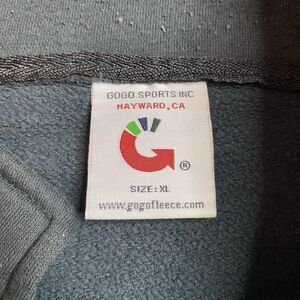 GOGO SPORTS INC
HAYWARD, CA
G®
SIZE: XL
www.gogofleece.com